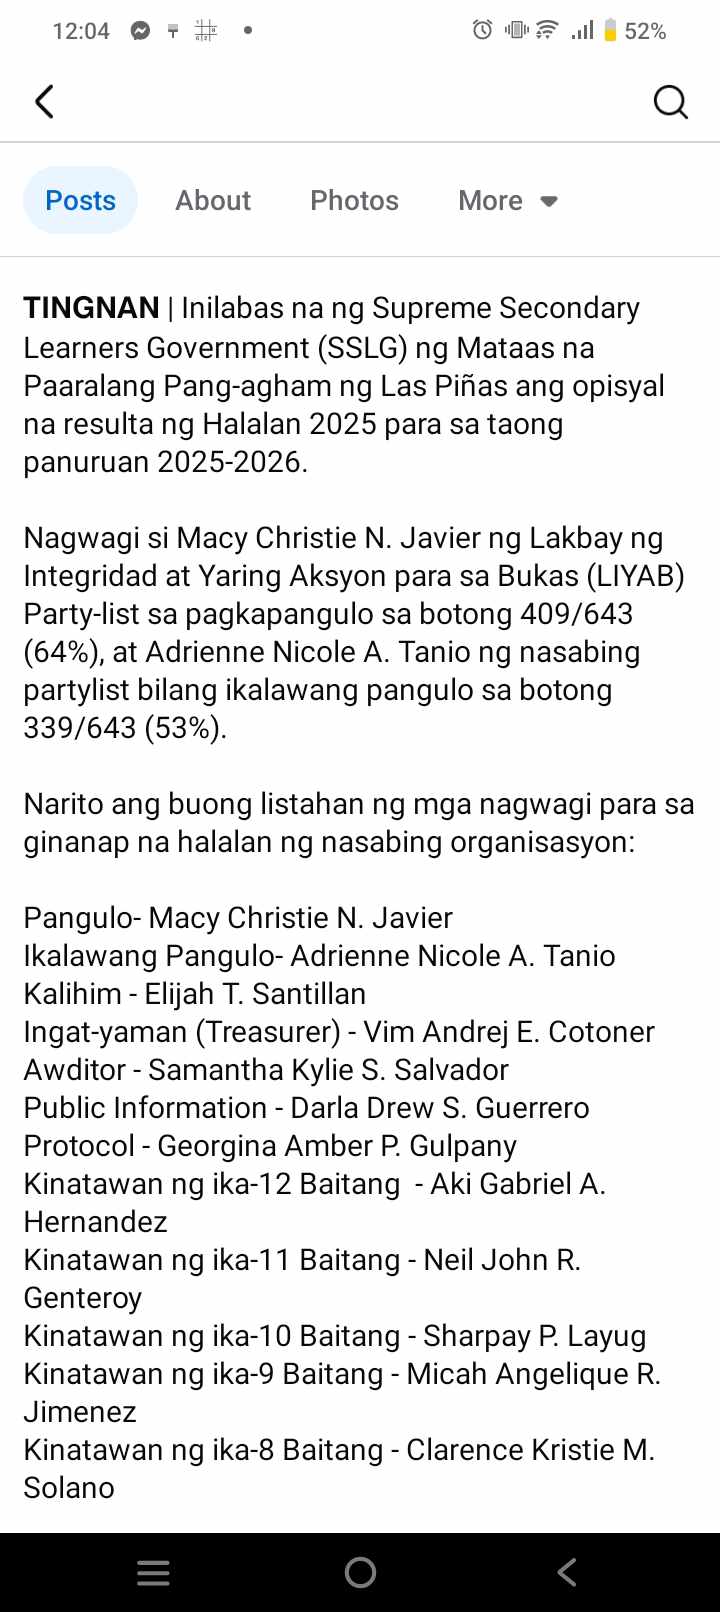 12:04 52%
Posts About Photos More
TINGNAN | Inilabas na ng Supreme Secondary
Learners Government (SSLG) ng Mataas na
Paaralang Pang-agham ng Las Piñas ang opisyal
na resulta ng Halalan 2025 para sa taong
panuruan 2025-2026.
Nagwagi si Macy Christie N. Javier ng Lakbay ng
Integridad at Yaring Aksyon para sa Bukas (LIYAB)
Party-list sa pagkapangulo sa botong 409/643
(64%), at Adrienne Nicole A. Tanio ng nasabing
partylist bilang ikalawang pangulo sa botong
339/643 (53%).
Narito ang buong listahan ng mga nagwagi para sa
ginanap na halalan ng nasabing organisasyon:
Pangulo- Macy Christie N. Javier
Ikalawang Pangulo- Adrienne Nicole A. Tanio
Kalihim - Elijah T. Santillan
Ingat-yaman (Treasurer) - Vim Andrej E. Cotoner
Awditor - Samantha Kylie S. Salvador
Public Information - Darla Drew S. Guerrero
Protocol - Georgina Amber P. Gulpany
Kinatawan ng ika-12 Baitang  - Aki Gabriel A.
Hernandez
Kinatawan ng ika-11 Baitang - Neil John R.
Genteroy
Kinatawan ng ika-10 Baitang - Sharpay P. Layug
Kinatawan ng ika-9 Baitang - Micah Angelique R.
Jimenez
Kinatawan ng ika-8 Baitang - Clarence Kristie M.
Solano